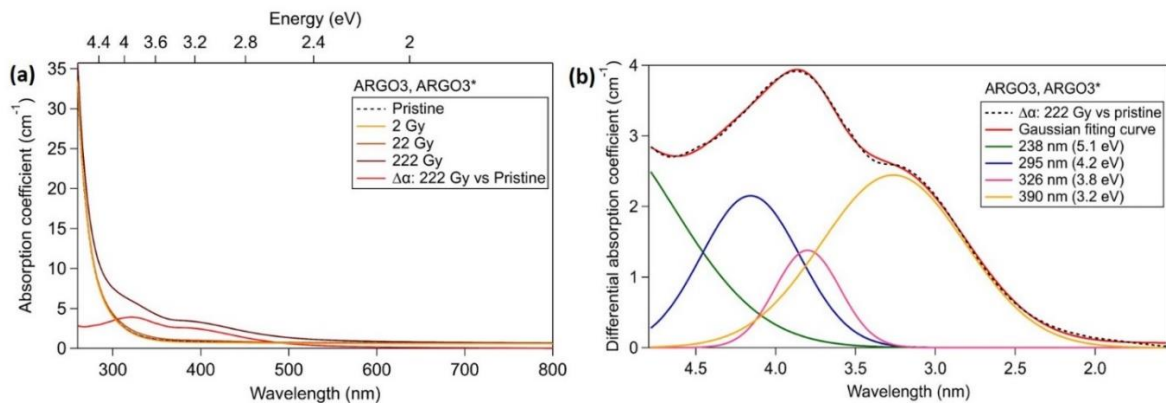 Energy (eV)
4.4 4 3.6 3.2 2.8 2.4 2
(a)
Absorption coefficient (cm-1)
35
30
25
20
15
10
5
0
ARGO3, ARGO3*
Pristine
2 Gy
22 Gy
222 Gy
Δα: 222 Gy vs Pristine
300 400 500 600 700 800
Wavelength (nm)
(b)
Differential absorption coefficient (cm-1)
4
3
2
1
0
ARGO3, ARGO3*
Δα: 222 Gy vs pristine
Gaussian fiting curve
238 nm (5.1 eV)
295 nm (4.2 eV)
326 nm (3.8 eV)
390 nm (3.2 eV)
4.5 4.0 3.5 3.0 2.5 2.0
Wavelength (nm)